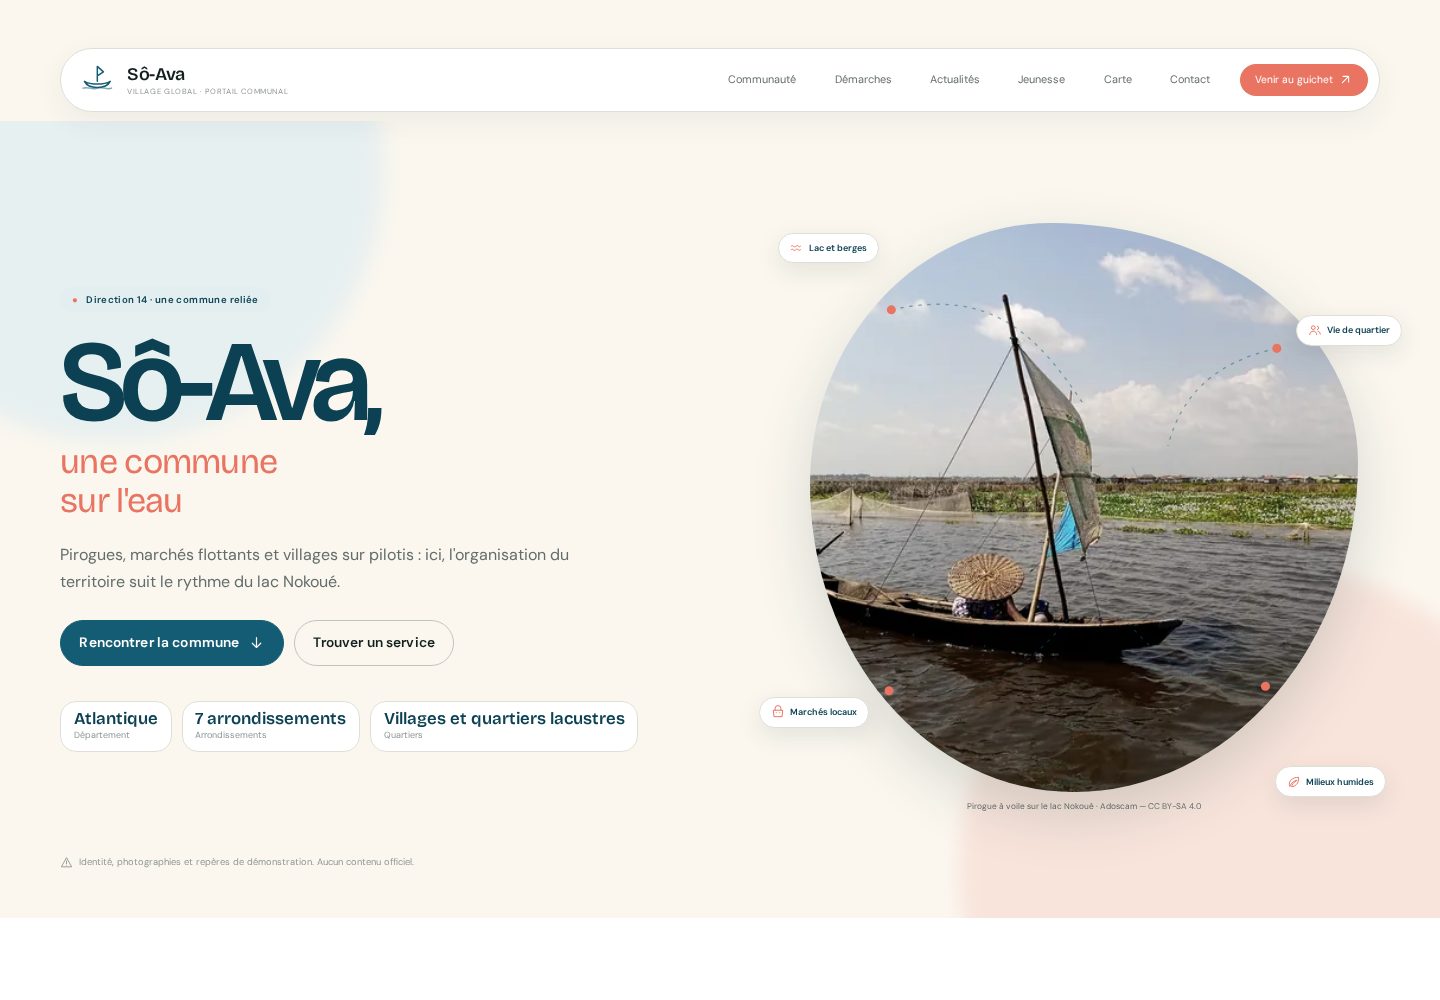 Sô-Ava
VILLAGE GLOBAL · PORTAIL COMMUNAL
Communauté
Démarches
Actualités
Jeunesse
Carte
Contact
Venir au guichet
Lac et berges
Vie de quartier
Direction 14 · une commune reliée
Sô-Ava,
une commune
sur l'eau
Pirogues, marchés flottants et villages sur pilotis : ici, l'organisation du
territoire suit le rythme du lac Nokoué.
Rencontrer la commune
Trouver un service
Atlantique
Département
7 arrondissements
Arrondissements
Villages et quartiers lacustres
Quartiers
Marchés locaux
Milieux humides
Pirogue à voile sur le lac Nokoué · Adoscam — CC BY-SA 4.0
Identité, photographies et repères de démonstration. Aucun contenu officiel.